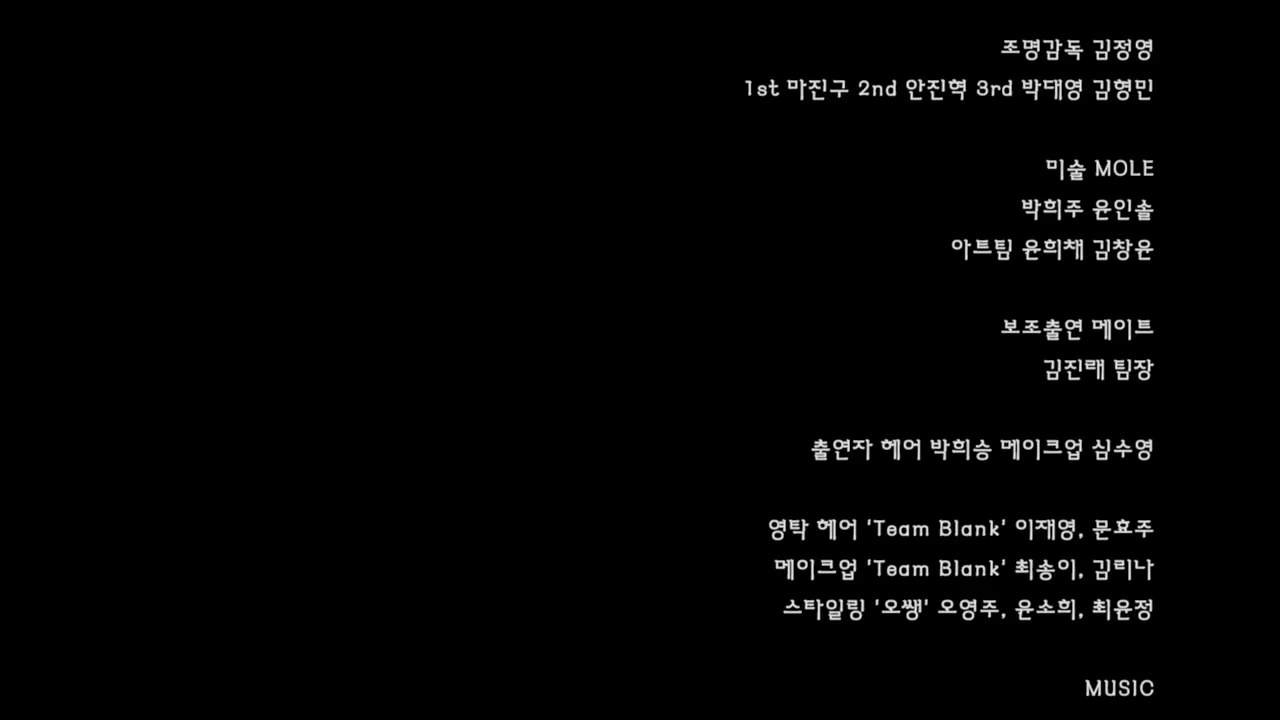 조명감독 김정영
1st 마진구 2nd 안진혁 3rd 박대영 김형민
미술 MOLE
박희주 윤인솔
아트팀 윤희채 김창윤
보조출연 메이트
김진래 팀장
출연자 헤어 박희승 메이크업 심수영
영탁 헤어 'Team Blank' 이재영, 문효주
메이크업 'Team Blank' 최송이, 김리나
스타일링 '오쌩' 오영주, 윤소희, 최윤정
MUSIC